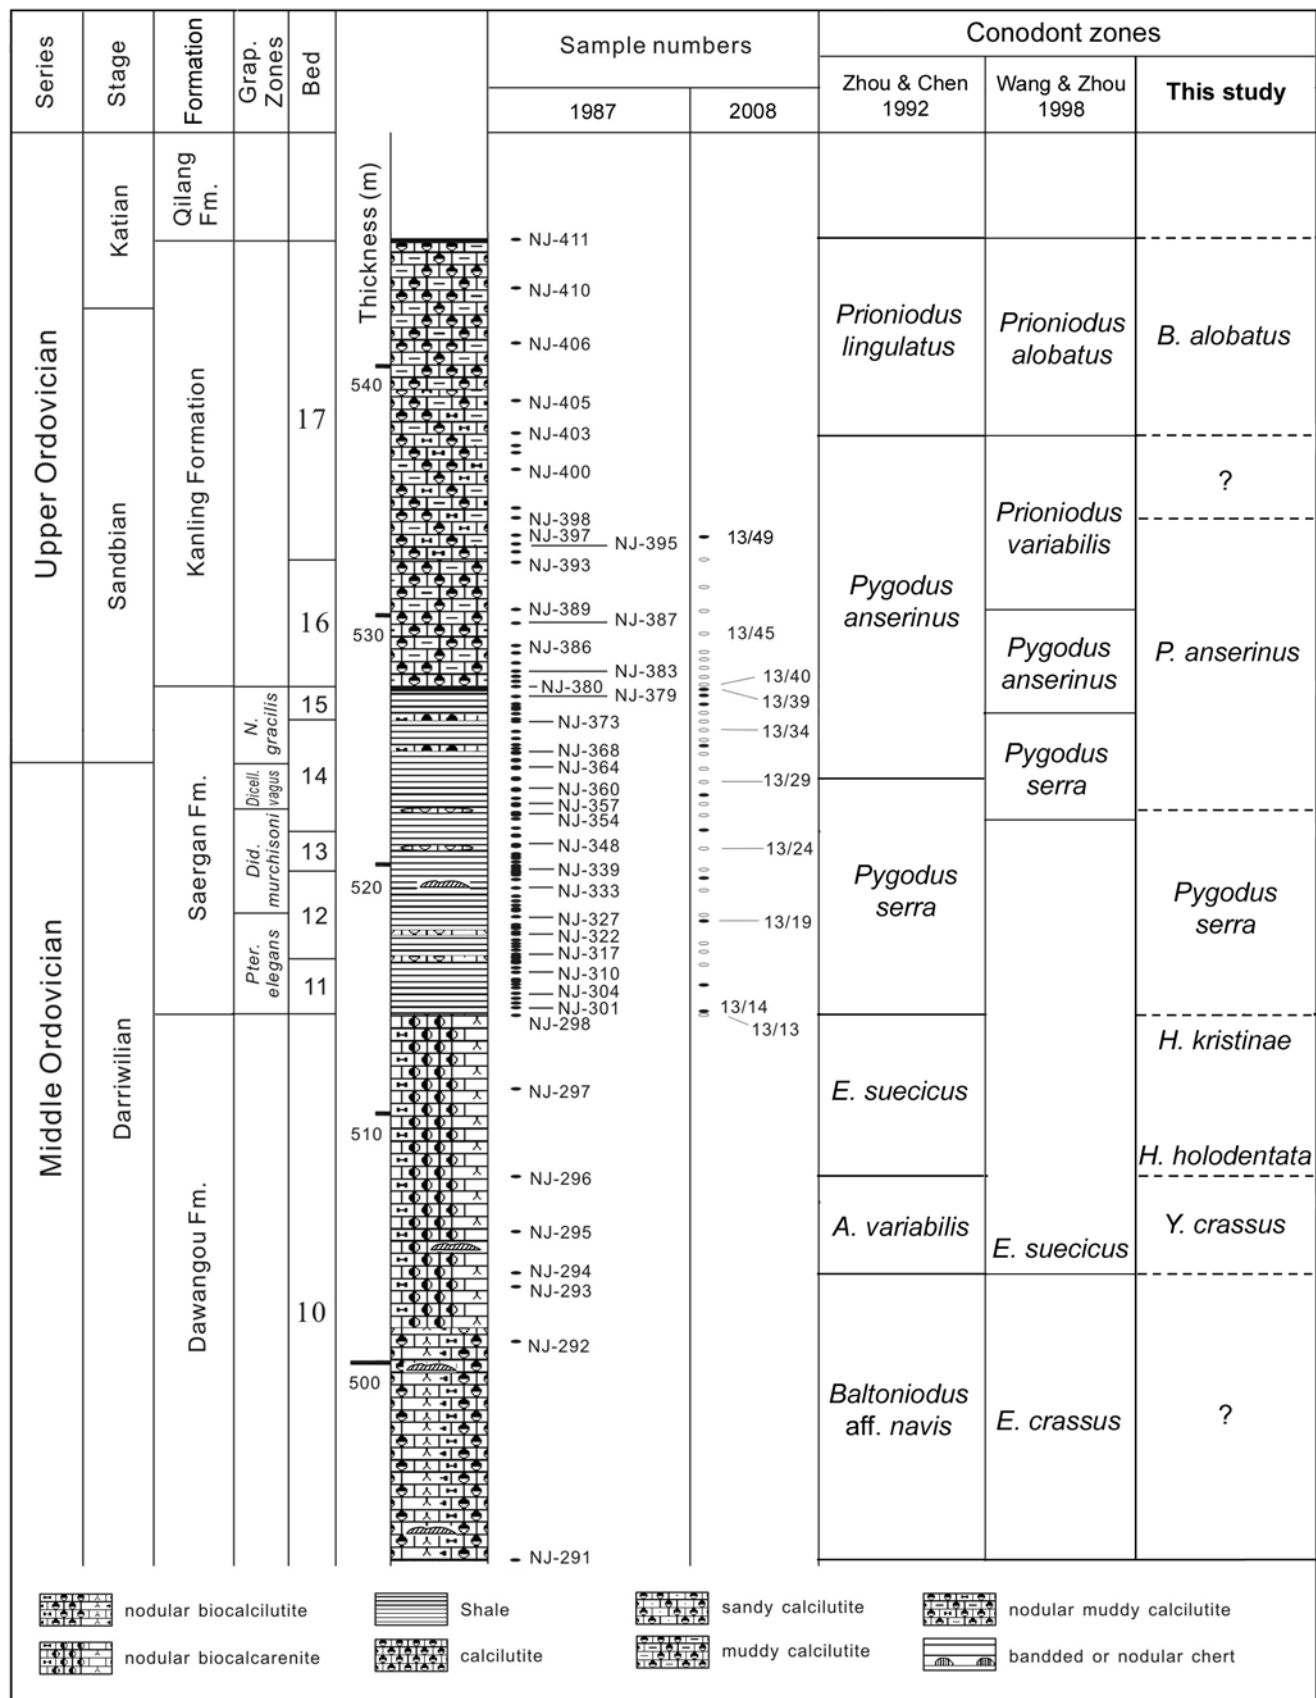 Series
Stage
Formation
Grap.
Zones
Bed
Sample numbers
1987
2008
Conodont zones
Zhou & Chen
1992
Wang & Zhou
1998
This study
Upper Ordovician
Middle Ordovician
Katian
Sandbian
Darriwilian
Qilang
Fm.
Kanling Formation
Saergan Fm.
Dawangou Fm.
N.
gracilis
Dicell.
vagus
Did.
murchisoni
Pter.
elegans
17
16
15
14
13
12
11
10
Thickness (m)
540
530
520
510
500
NJ-411
NJ-410
NJ-406
NJ-405
NJ-403
NJ-400
NJ-398
NJ-397
NJ-395
NJ-393
NJ-389
NJ-387
NJ-386
NJ-383
NJ-380
NJ-379
NJ-373
NJ-368
NJ-364
NJ-360
NJ-357
NJ-354
NJ-348
NJ-339
NJ-333
NJ-327
NJ-322
NJ-317
NJ-310
NJ-304
NJ-301
NJ-298
NJ-297
NJ-296
NJ-295
NJ-294
NJ-293
NJ-292
NJ-291
13/49
13/45
13/40
13/39
13/34
13/29
13/24
13/19
13/14
13/13
Prioniodus
lingulatus
Pygodus
anserinus
Pygodus
serra
E. suecicus
A. variabilis
Baltoniodus
aff. navis
Prioniodus
alobatus
Prioniodus
variabilis
Pygodus
anserinus
Pygodus
serra
E. suecicus
E. crassus
B. alobatus
?
P. anserinus
Pygodus
serra
H. kristinae
H. holodentata
Y. crassus
?
nodular biocalcilutite
Shale
sandy calcilutite
nodular muddy calcilutite
nodular biocalcarenite
calcilutite
muddy calcilutite
bandded or nodular chert